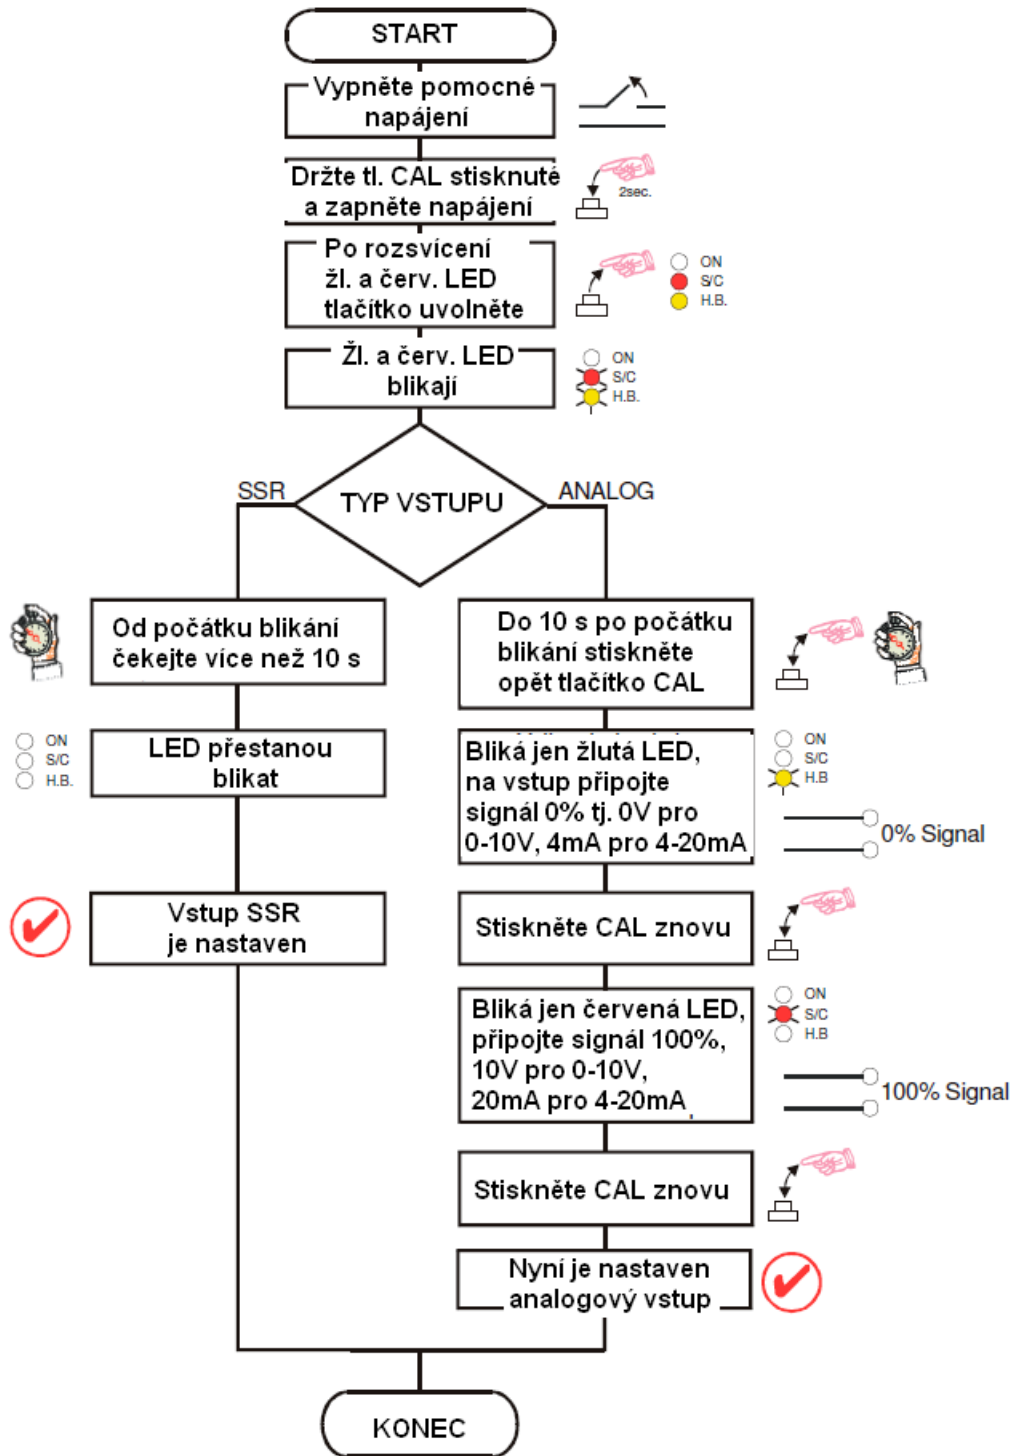 START
Vypněte pomocné
napájení
Držte tl. CAL stisknuté
a zapněte napájení
2sec.
Po rozsvícení
žl. a červ. LED
tlačítko uvolněte
ON
S/C
H.B.
Žl. a červ. LED
blikají
ON
S/C
H.B.
SSR
TYP VSTUPU
ANALOG
Od počátku blikání
čekejte více než 10 s
ON
S/C
H.B.
LED přestanou
blikat
Vstup SSR
je nastaven
Do 10 s po počátku
blikání stiskněte
opět tlačítko CAL
Bliká jen žlutá LED,
na vstup připojte
signál 0% tj. 0V pro
0-10V, 4mA pro 4-20mA
ON
S/C
H.B
0% Signal
Stiskněte CAL znovu
Bliká jen červená LED,
připojte signál 100%,
10V pro 0-10V,
20mA pro 4-20mA
ON
S/C
H.B
100% Signal
Stiskněte CAL znovu
Nyní je nastaven
analogový vstup
KONEC